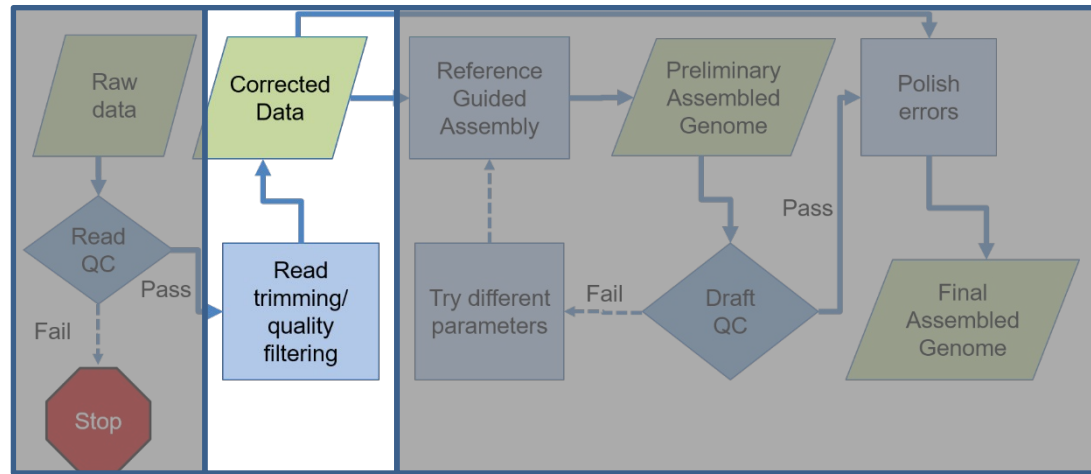 Raw
data
Read
QC
Pass
Fail
Stop
Corrected
Data
Read
trimming/
quality
filtering
Reference
Guided
Assembly
Preliminary
Assembled
Genome
Polish
errors
Pass
Try different
parameters
Fail
Draft
QC
Final
Assembled
Genome